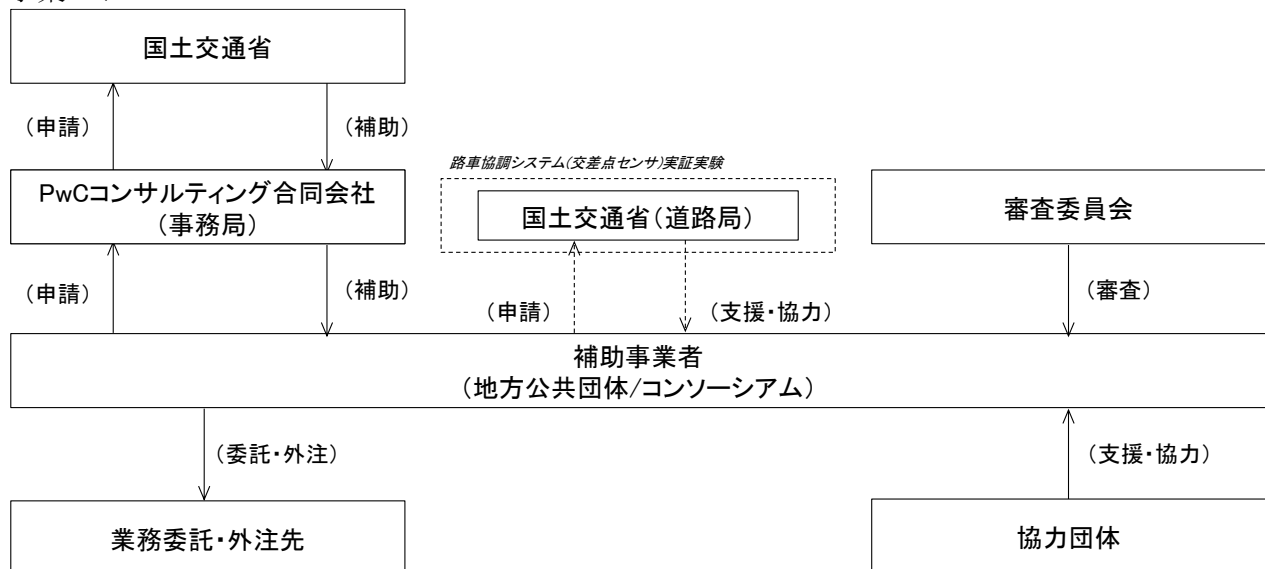 国土交通省
(申請)
(補助)
路車協調システム(交差点センサ)実証実験
PwCコンサルティング合同会社
(事務局)
国土交通省(道路局)
審査委員会
(申請)
(補助)
(申請)
(支援・協力)
(審査)
補助事業者
(地方公共団体/コンソーシアム)
(委託・外注)
(支援・協力)
業務委託・外注先
協力団体